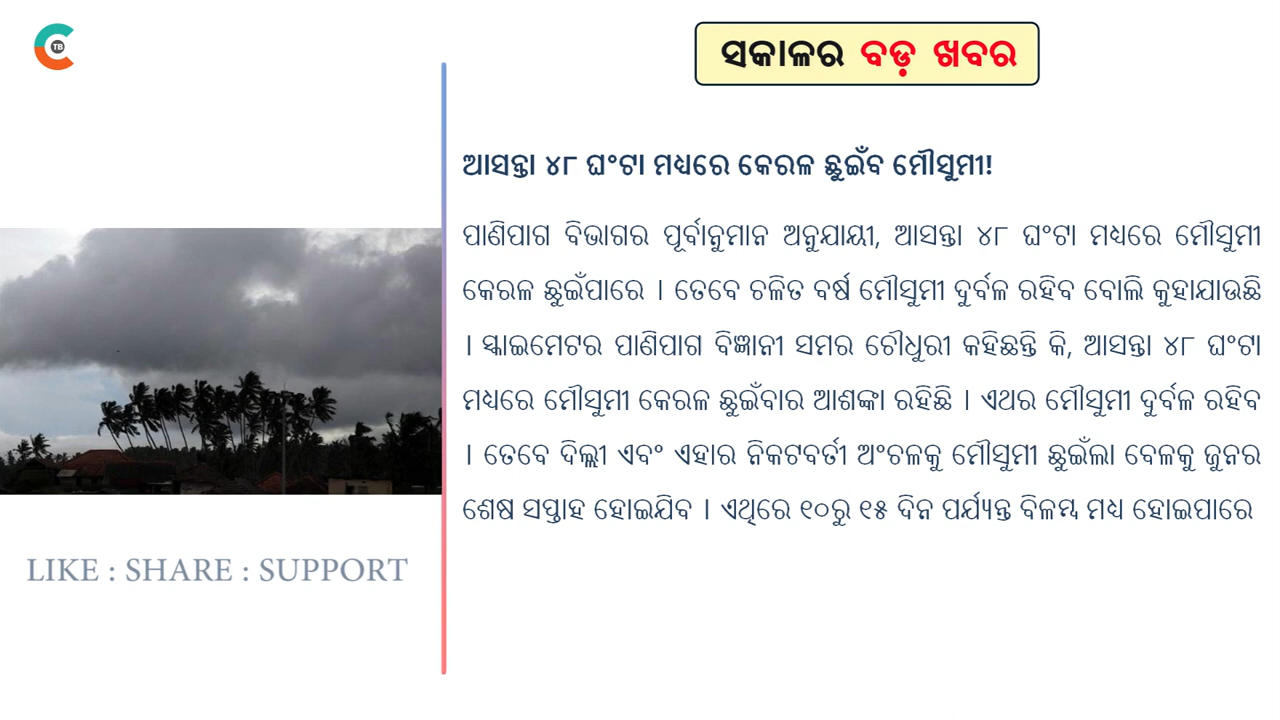 TB
ସକାଳର ବଡ଼ ଖବର
ଆସନ୍ତା ୪୮ ଘଂଟା ମଧ୍ୟରେ କେରଳ ଛୁଇଁବ ମୌସୁମୀ!
ପାଣିପାଗ ବିଭାଗର ପୂର୍ବାନୁମାନ ଅନୁଯାୟୀ, ଆସନ୍ତା ୪୮ ଘଂଟା ମଧ୍ୟରେ ମୌସୁମୀ
କେରଳ ଛୁଇଁପାରେ । ତେବେ ଚଳିତ ବର୍ଷ ମୌସୁମୀ ଦୁର୍ବଳ ରହିବ ବୋଲି କୁହାଯାଉଛି
। ସ୍କାଇମେଟର ପାଣିପାଗ ବିଜ୍ଞାନୀ ସମର ଚୌଧୁରୀ କହିଛନ୍ତି କି, ଆସନ୍ତା ୪୮ ଘଂଟା
ମଧ୍ୟରେ ମୌସୁମୀ କେରଳ ଛୁଇଁବାର ଆଶଙ୍କା ରହିଛି । ଏଥର ମୌସୁମୀ ଦୁର୍ବଳ ରହିବ
। ତେବେ ଦିଲ୍ଲୀ ଏବଂ ଏହାର ନିକଟବର୍ତୀ ଅଂଚଳକୁ ମୌସୁମୀ ଛୁଇଁଲା ବେଳକୁ ଜୁନର
ଶେଷ ସପ୍ତାହ ହୋଇଯିବ । ଏଥିରେ ୧୦ରୁ ୧୫ ଦିନ ପର୍ଯ୍ୟନ୍ତ ବିଳମ୍ବ ମଧ୍ୟ ହୋଇପାରେ
LIKE : SHARE : SUPPORT